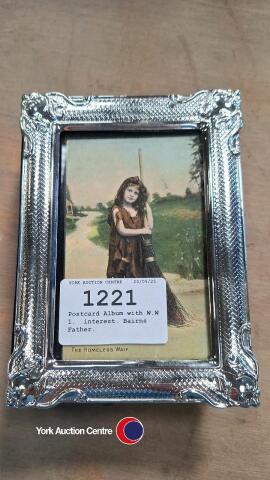 YORK AUCTION CENTRE 20/05/25
1221
Postcard Album with W.W
1. interest. Bairns
Father.
THE HOMELESS WAIF
York Auction Centre